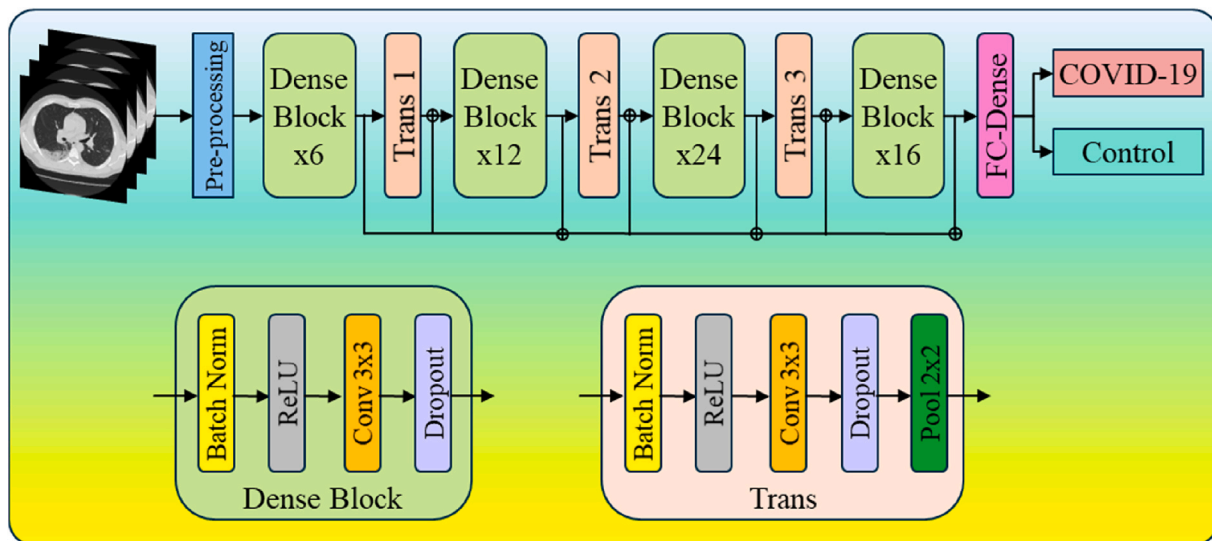 Pre-processing
Dense
Block
x6
Trans 1
Dense
Block
x12
Trans 2
Dense
Block
x24
Trans 3
Dense
Block
x16
FC-Dense
COVID-19
Control
Batch Norm
ReLU
Conv 3x3
Dropout
Dense Block
Batch Norm
ReLU
Conv 3x3
Dropout
Pool 2x2
Trans